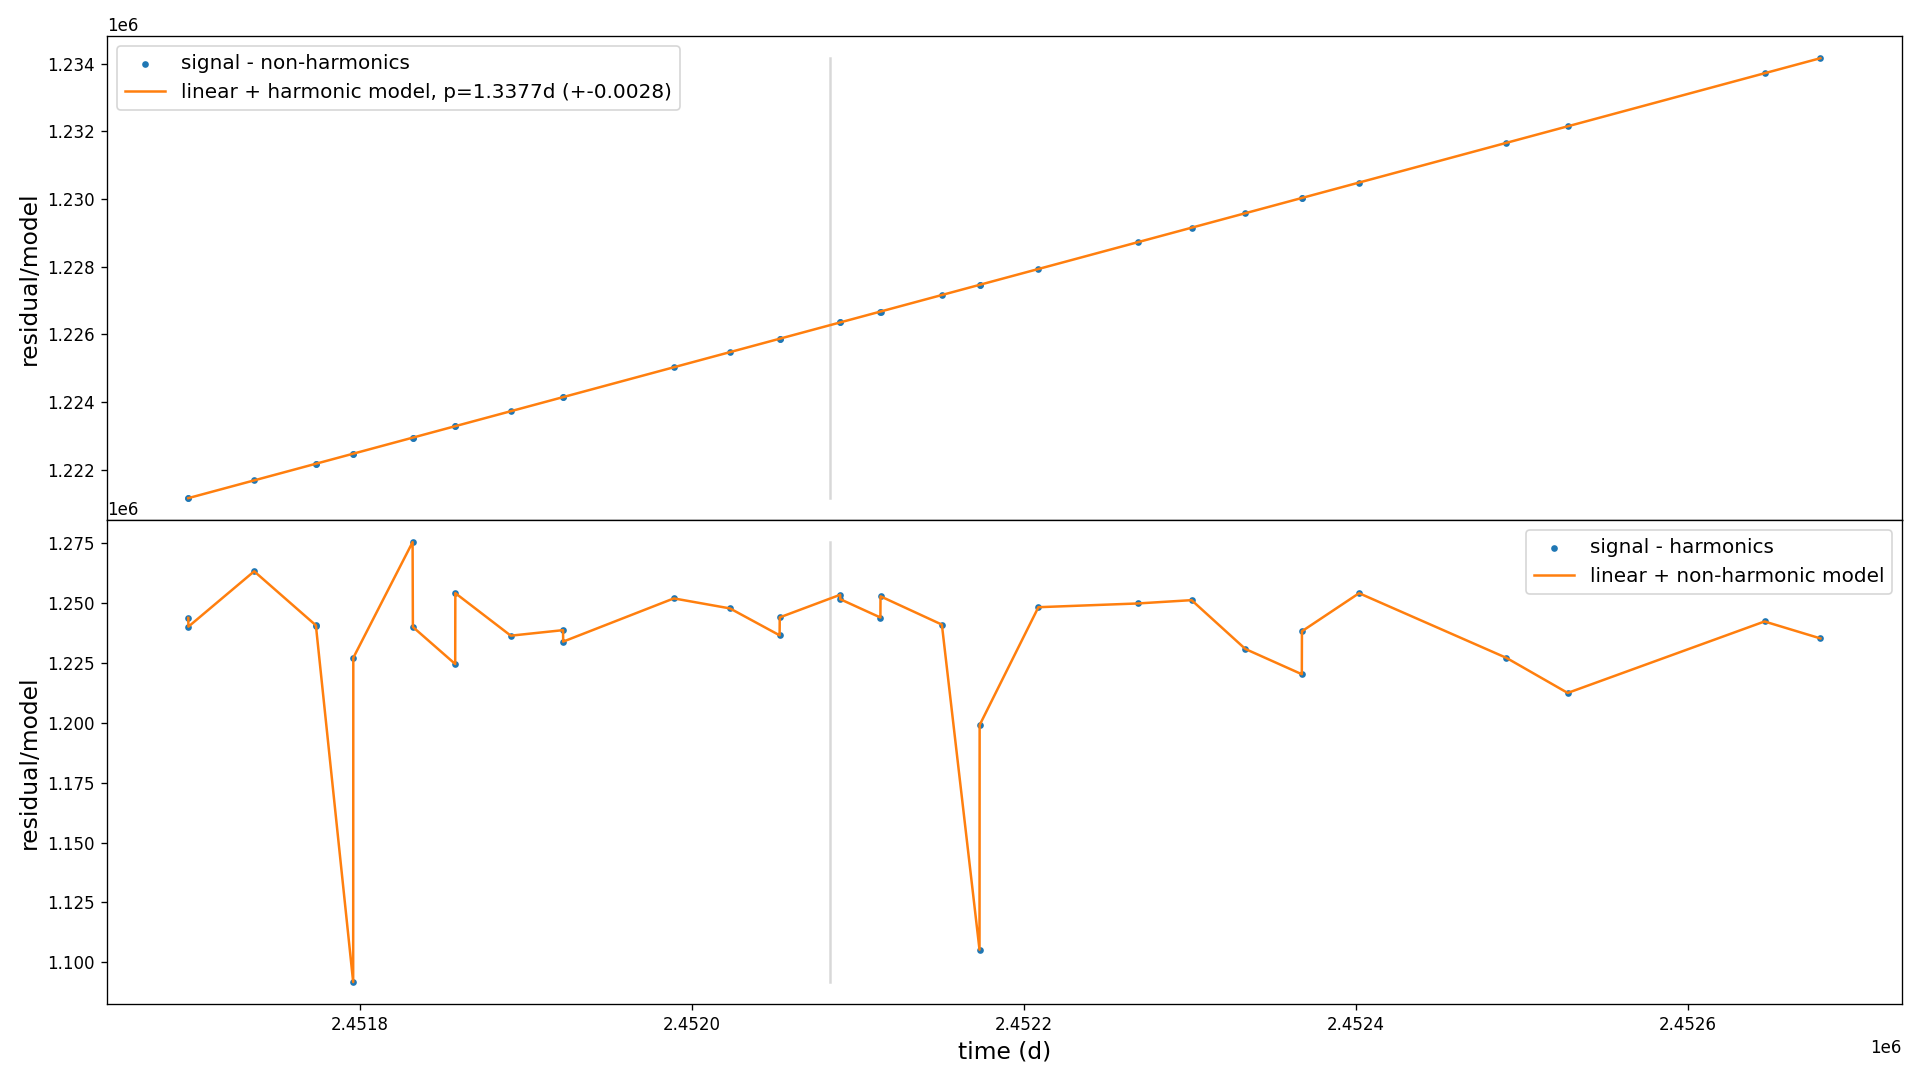 1e6
signal - non-harmonics
linear + harmonic model, p=1.3377d (+-0.0028)
1.234
1.232
1.230
1.228
1.226
1.224
1.222
residual/model
1e6
signal - harmonics
linear + non-harmonic model
1.275
1.250
1.225
1.200
1.175
1.150
1.125
1.100
residual/model
2.4518
2.4520
2.4522
2.4524
2.4526
1e6
time (d)